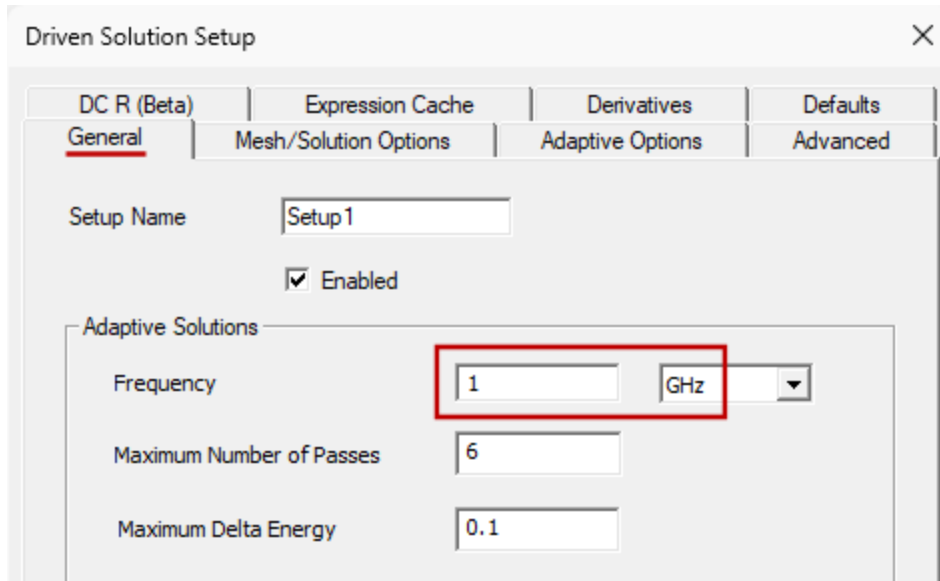 Driven Solution Setup
DC R (Beta) Expression Cache Derivatives Defaults
General Mesh/Solution Options Adaptive Options Advanced
Setup Name Setup1
Enabled
Adaptive Solutions
Frequency 1 GHz
Maximum Number of Passes 6
Maximum Delta Energy 0.1